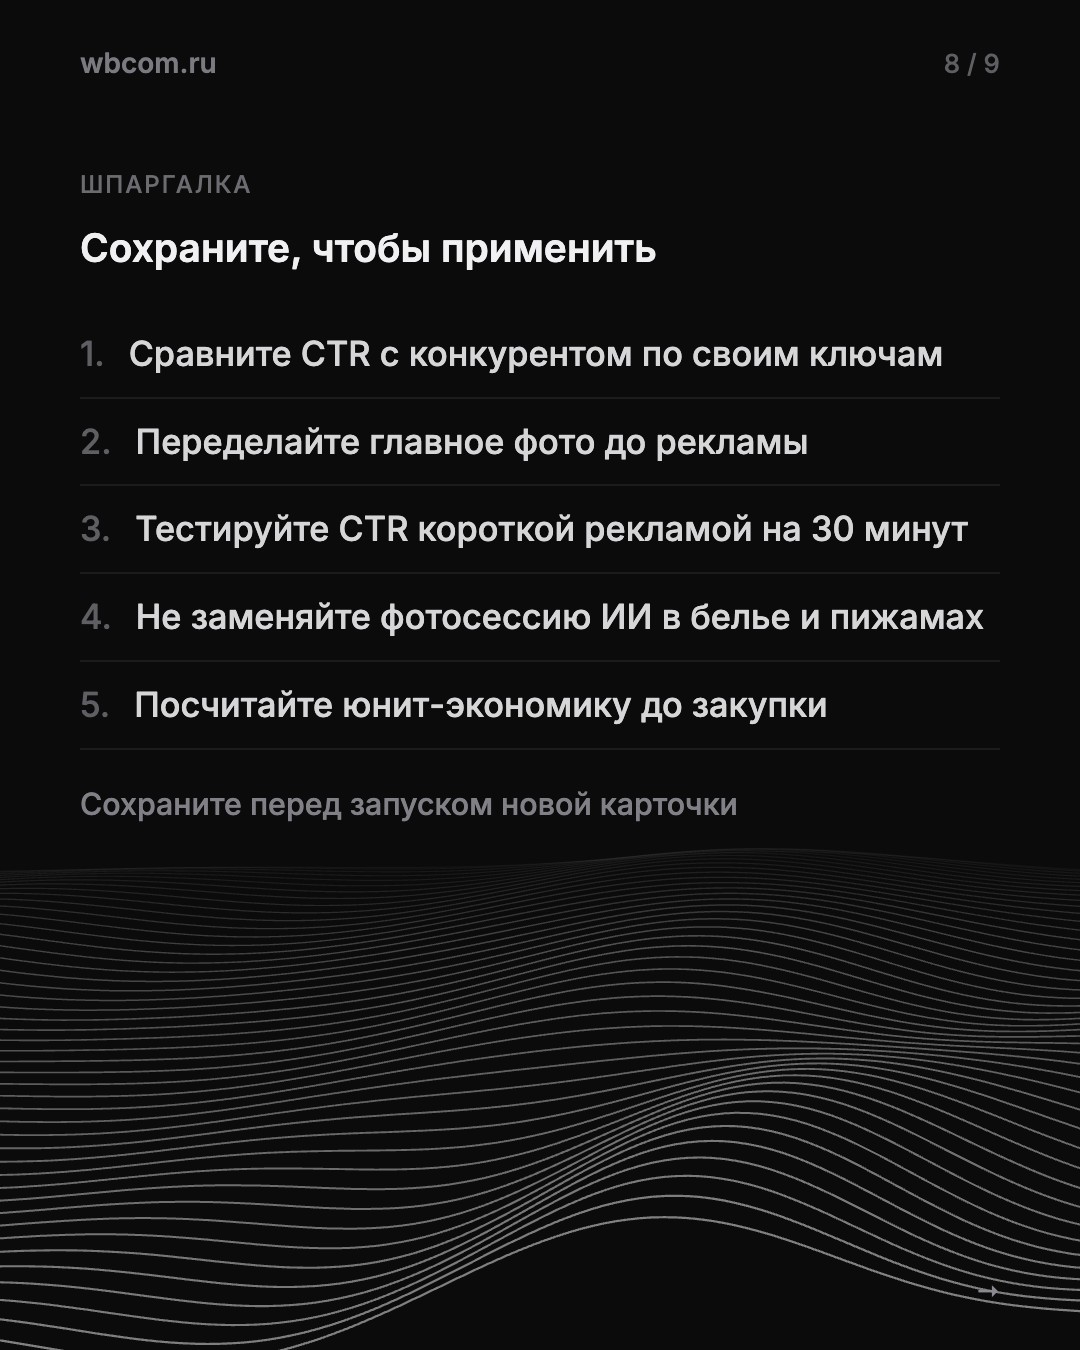 wbcom.ru
8 / 9
ШПАРГАЛКА
Сохраните, чтобы применить
1. Сравните CTR с конкурентом по своим ключам
2. Переделайте главное фото до рекламы
3. Тестируйте CTR короткой рекламой на 30 минут
4. Не заменяйте фотосессию ИИ в белье и пижамах
5. Посчитайте юнит-экономику до закупки
Сохраните перед запуском новой карточки